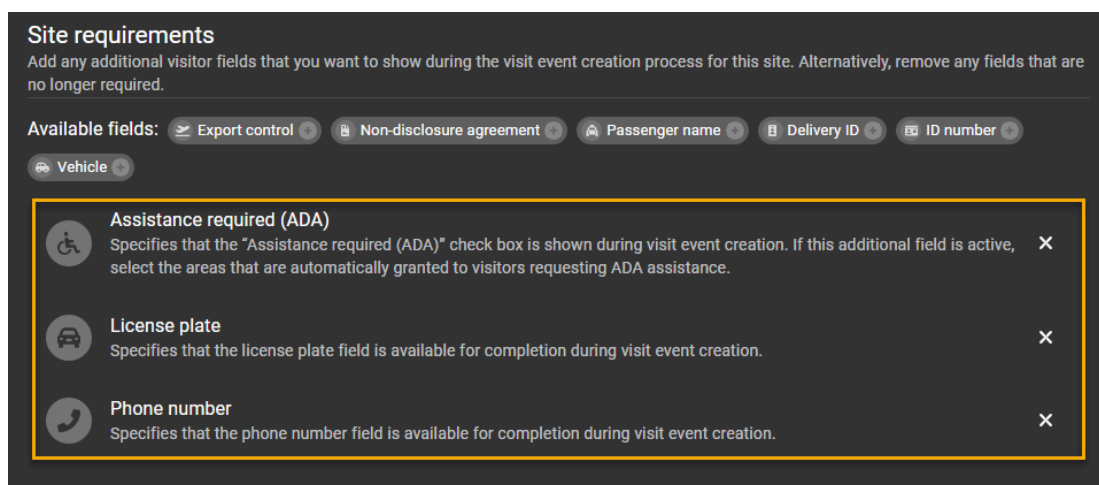 Site requirements
Add any additional visitor fields that you want to show during the visit event creation process for this site. Alternatively, remove any fields that are
no longer required.
Available fields: Export control Non-disclosure agreement Passenger name Delivery ID ID number
Vehicle
Assistance required (ADA)
Specifies that the “Assistance required (ADA)” check box is shown during visit event creation. If this additional field is active,
select the areas that are automatically granted to visitors requesting ADA assistance.
License plate
Specifies that the license plate field is available for completion during visit event creation.
Phone number
Specifies that the phone number field is available for completion during visit event creation.